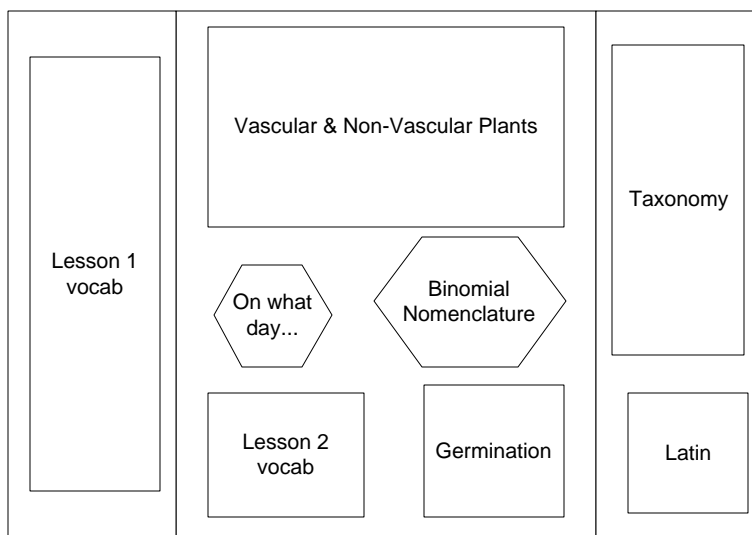 Lesson 1
vocab
Vascular & Non-Vascular Plants
On what
day...
Binomial
Nomenclature
Lesson 2
vocab
Germination
Taxonomy
Latin